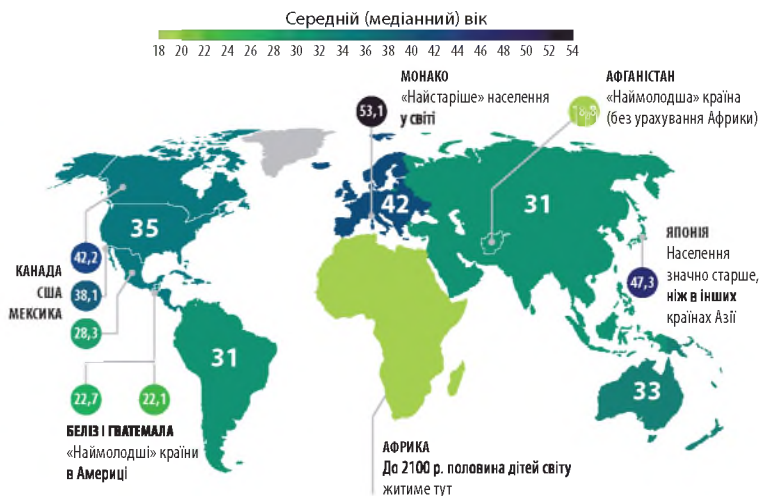 Середній (медіанний) вік
18 20 22 24 26 28 30 32 34 36 38 40 42 44 46 48 50 52 54
МОНАКО
«Найстаріше» населення
у світі
53,1
АФГАНІСТАН
«Наймолодша» країна
(без урахування Африки)
35
42
31
42,2
КАНАДА
38,1
США
МЕКСИКА
28,3
ЯПОНІЯ
Населення
значно старше,
ніж в інших
країнах Азії
47,3
31
33
22,7
22,1
БЕЛІЗ І ГВАТЕМАЛА
«Наймолодші» країни
в Америці
АФРИКА
До 2100 р. половина дітей світу
житиме тут